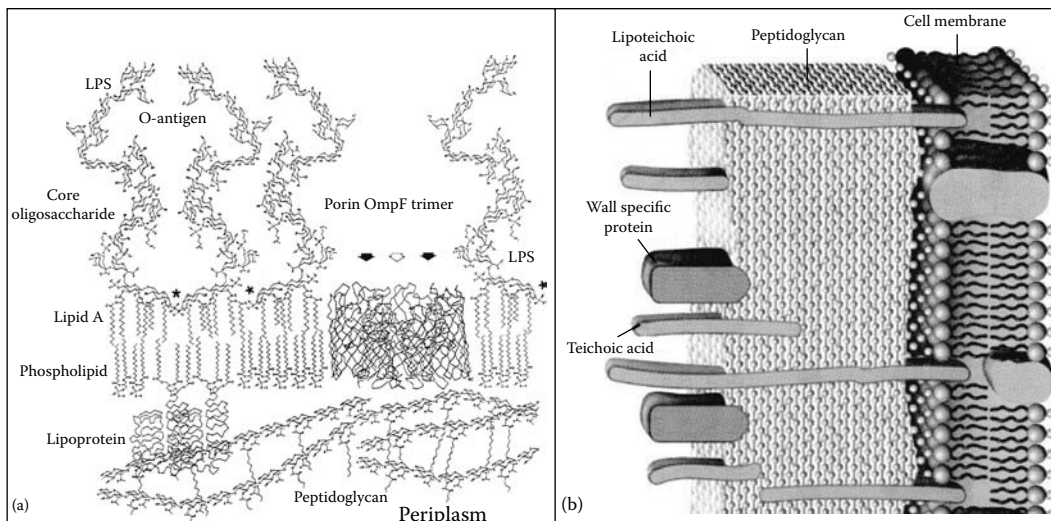 LPS
O-antigen
Core
oligosaccharide
Porin OmpF trimer
LPS
Lipid A
Phospholipid
Lipoprotein
Peptidoglycan
Periplasm
(a)
Cell membrane
Lipoteichoic
acid
Peptidoglycan
Wall specific
protein
Teichoic acid
(b)